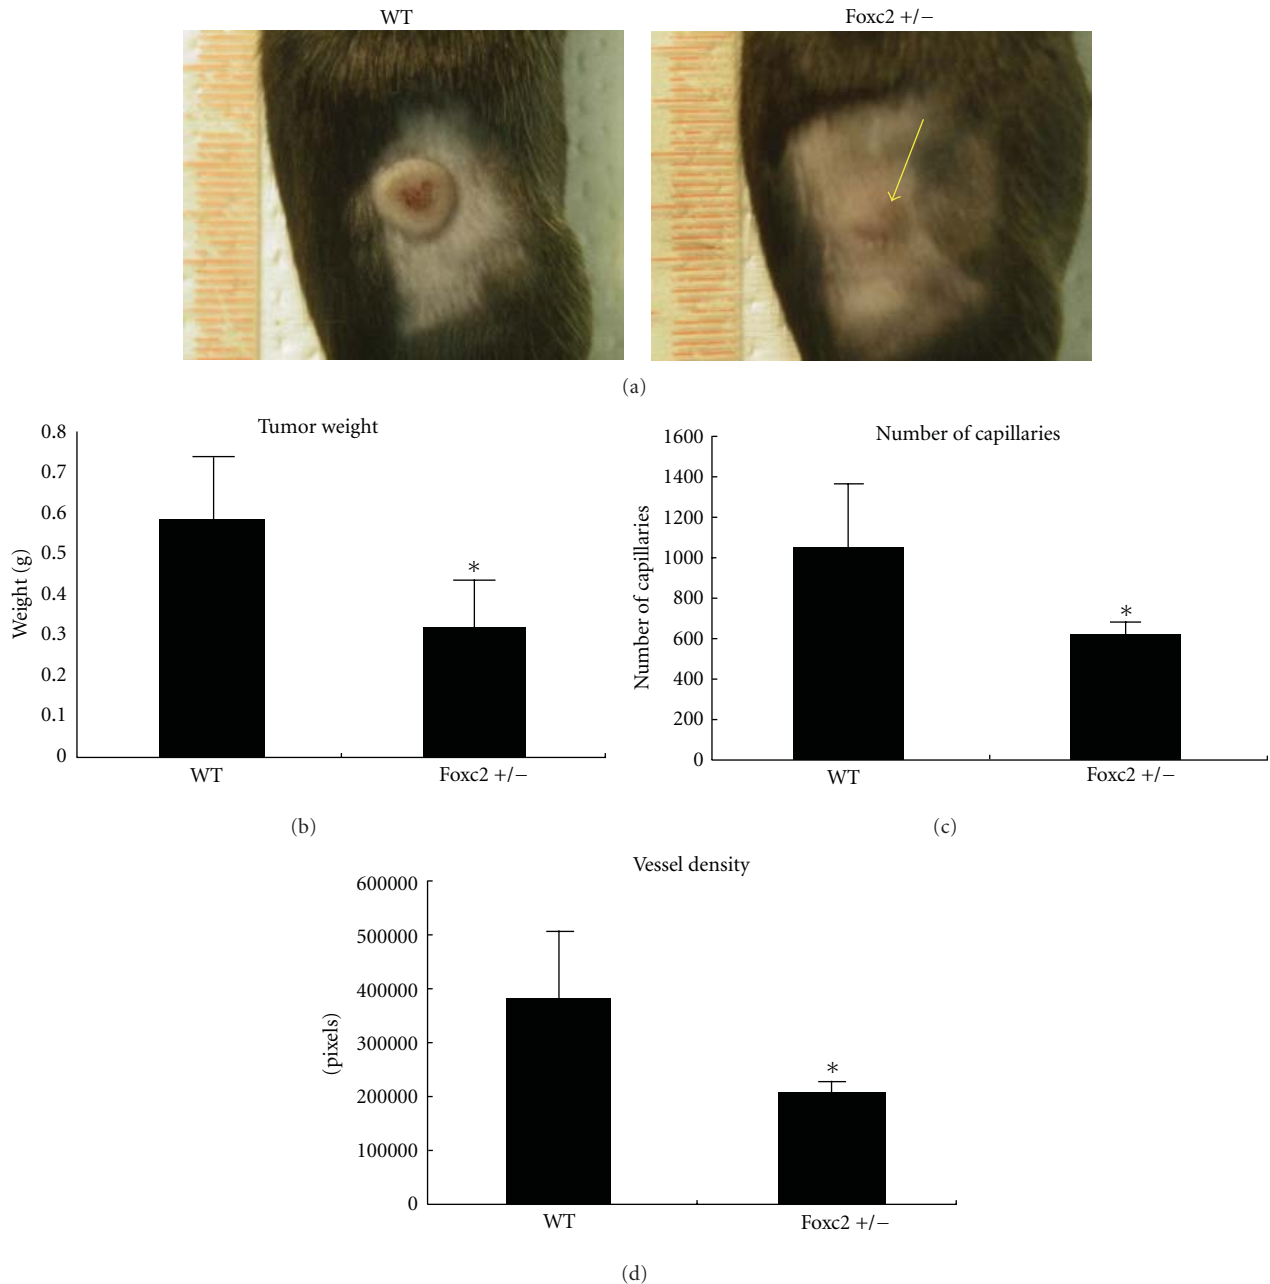 WT
Foxc2 +/−
(a)
Tumor weight
Weight (g)
0.8
0.7
0.6
0.5
0.4
0.3
0.2
0.1
0
*
WT
Foxc2 +/−
(b)
Number of capillaries
Number of capillaries
1600
1400
1200
1000
800
600
400
200
0
*
WT
Foxc2 +/−
(c)
Vessel density
(pixels)
600000
500000
400000
300000
200000
100000
0
*
WT
Foxc2 +/−
(d)